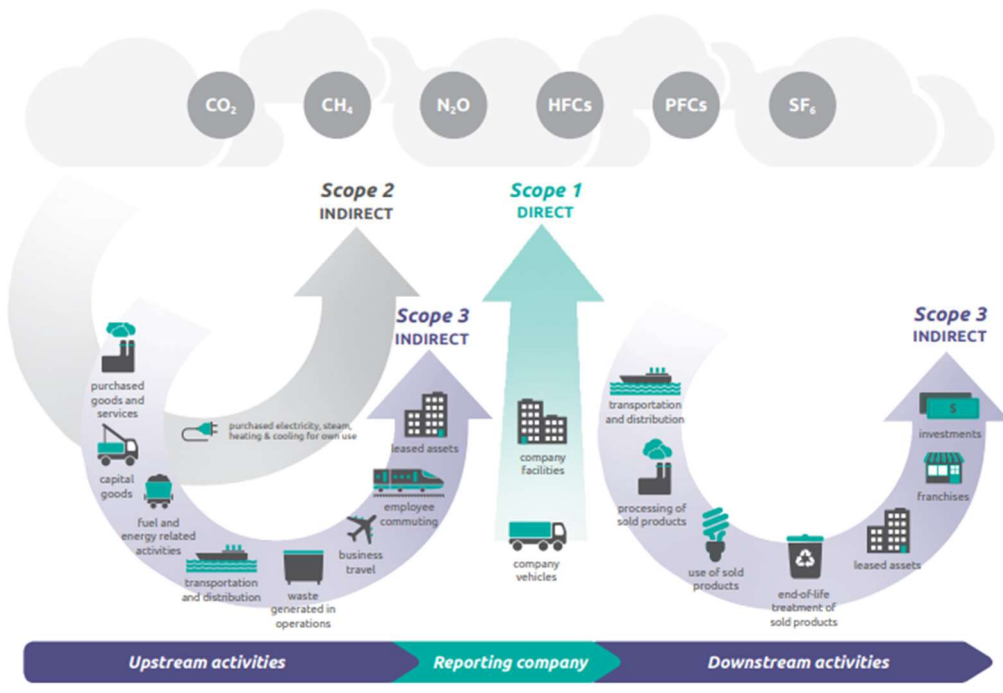 CO₂ CH₄ N₂O HFCs PFCs SF₆
Scope 2
INDIRECT
Scope 1
DIRECT
Scope 3
INDIRECT
Scope 3
INDIRECT
purchased
goods and
services
capital
goods
fuel and
energy related
activities
transportation
and distribution
waste
generated in
operations
business
travel
employee
commuting
leased assets
purchased electricity, steam,
heating & cooling for own use
company
facilities
company
vehicles
transportation
and distribution
processing of
sold products
use of sold
products
end-of-life
treatment of
sold products
leased assets
franchises
$
investments
Upstream activities
Reporting company
Downstream activities